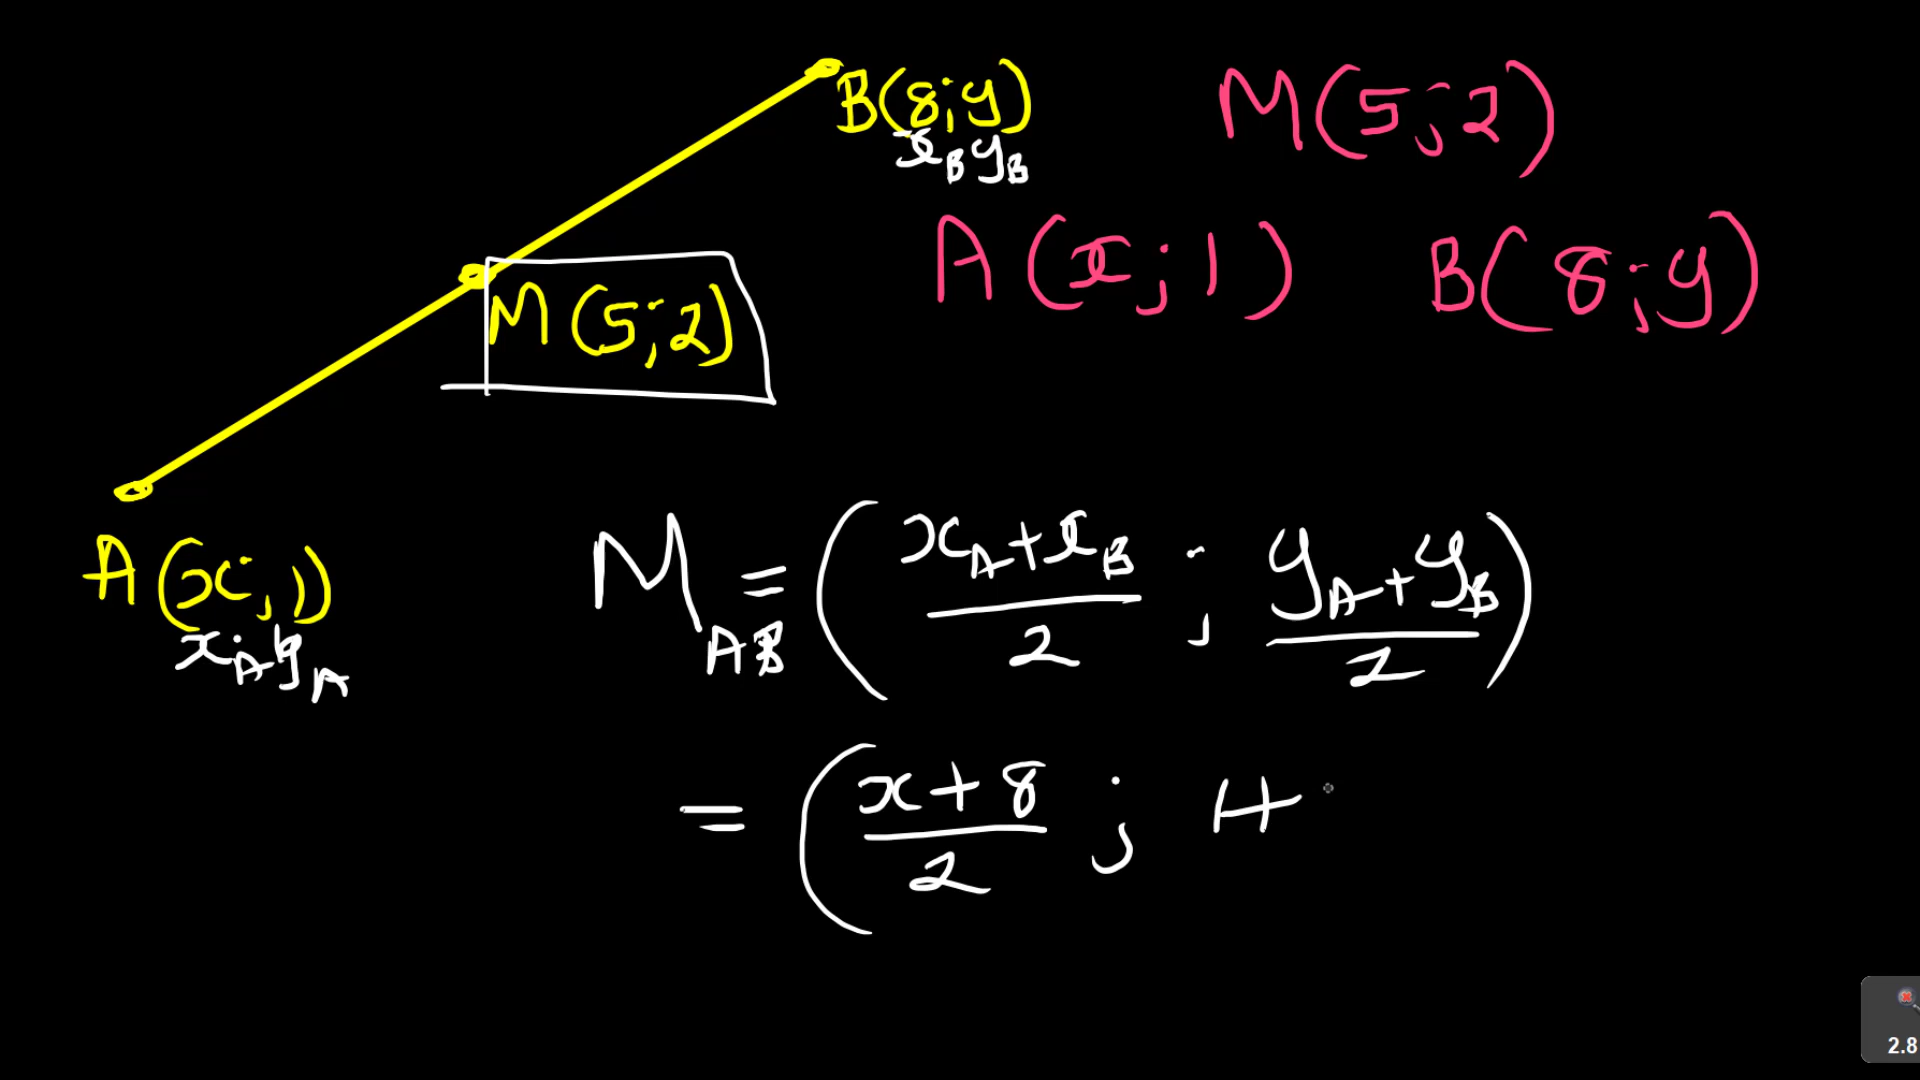 B(8;y)
x_B y_B
M(5;2)
A(x;1)
B(8;y)
M(5;2)
A(x;1)
x_A;y_A
M_AB = (x_A+x_B/2 ; y_A+y_B/2)
= (x+8/2 ; 1+
2.8